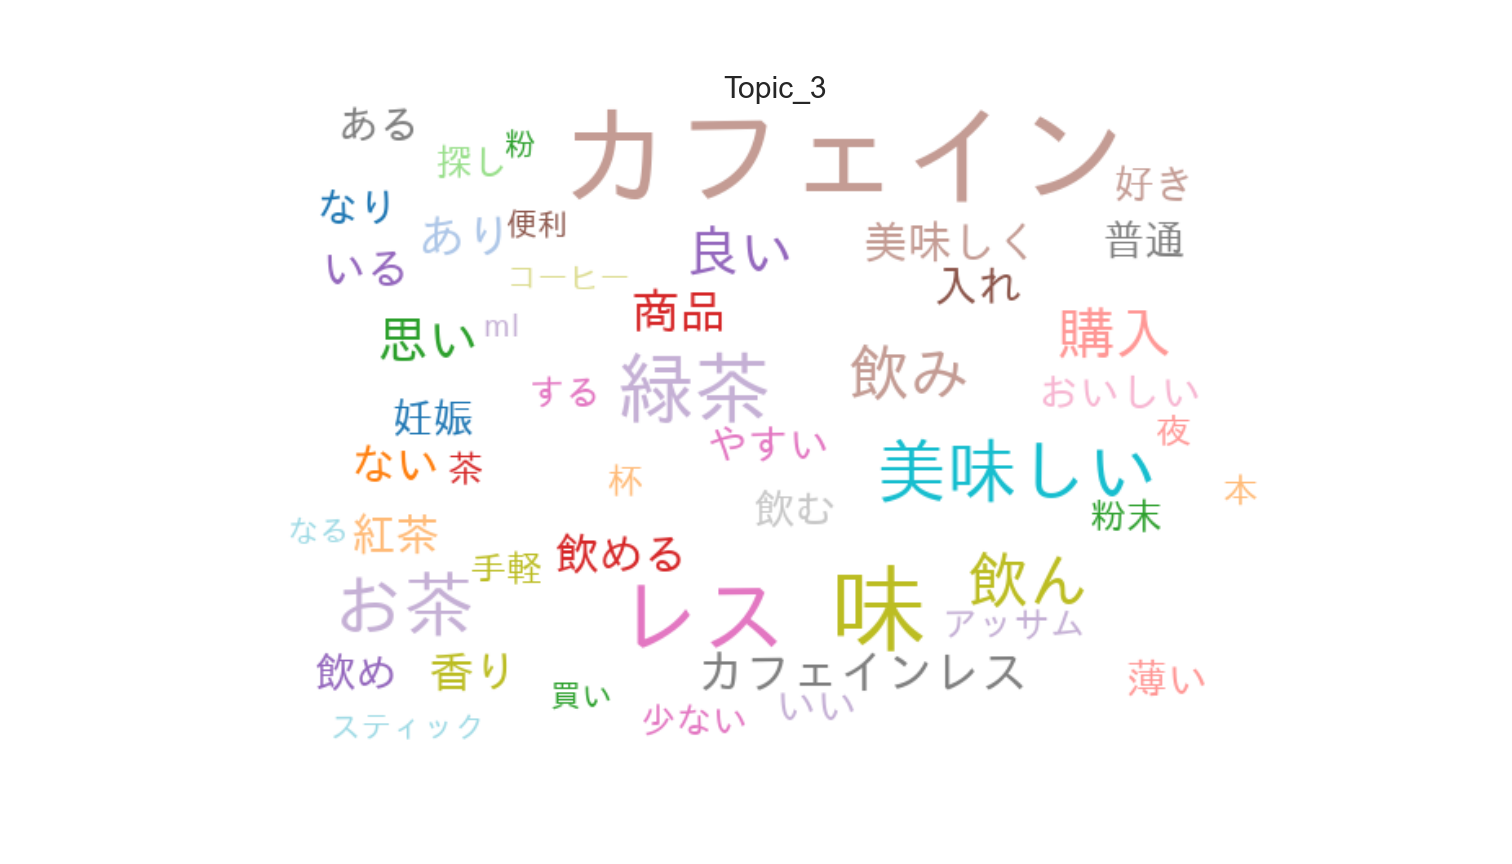 Topic_3
ある
カフェイン
粉
探し
好き
なり
あり
便利
良い
美味しく
普通
いる
コーヒー
入れ
商品
思い
ml
購入
緑茶
飲み
する
おいしい
妊娠
やすい
夜
ない
茶
杯
美味しい
本
飲む
粉末
なる
紅茶
手軽
飲める
飲ん
お茶
レス
味
アッサム
飲め
香り
カフェインレス
薄い
買い
少ない
いい
スティック